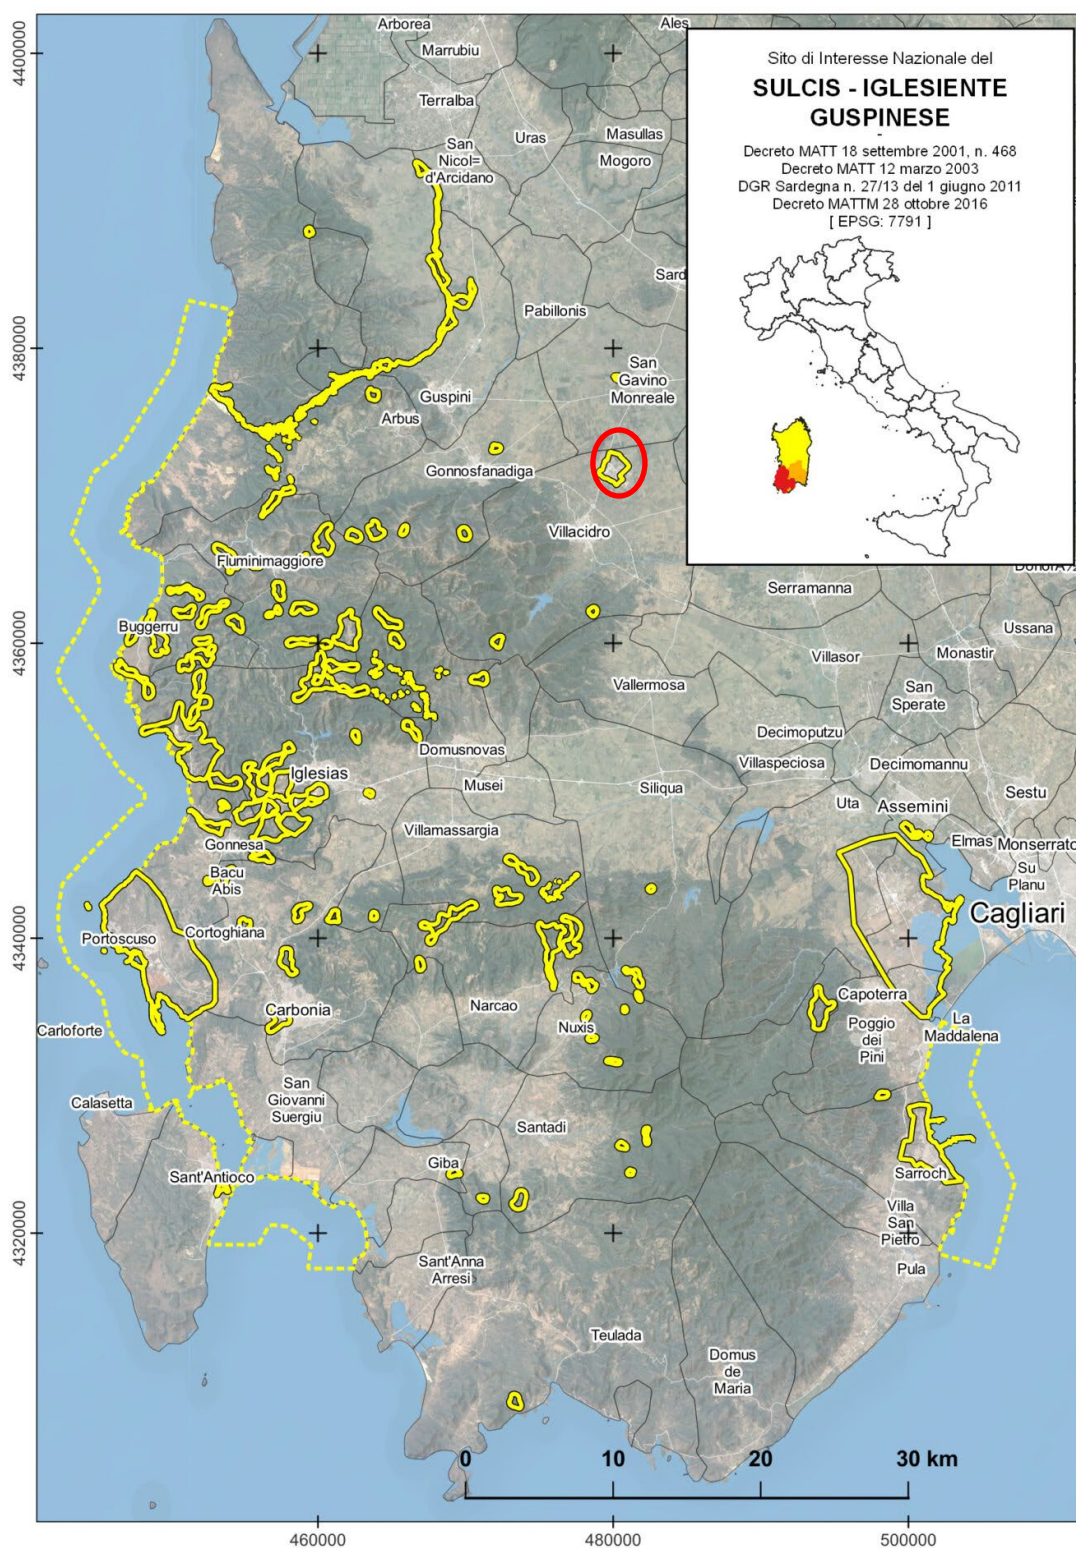 Sito di Interesse Nazionale del
SULCIS - IGLESIENTE
GUSPINESE
-
Decreto MATT 18 settembre 2001, n. 468
Decreto MATT 12 marzo 2003
DGR Sardegna n. 27/13 del 1 giugno 2011
Decreto MATTM 28 ottobre 2016
[ EPSG: 7791 ]
Arborea
Ales
Marrubiu
Terralba
Uras
Masullas
San
Nicol=
d'Arcidano
Mogoro
Sard
Pabillonis
San
Gavino
Monreale
Guspini
Arbus
Gonnosfanadiga
Villacidro
Fluminimaggiore
Serramanna
Buggerru
Ussana
Monastir
Villasor
Vallermosa
San
Sperate
Decimoputzu
Domusnovas
Villaspeciosa
Decimomannu
Iglesias
Musei
Siliqua
Sestu
Uta
Assemini
Villamassargia
Gonnesa
Elmas
Monserrato
Bacu
Abis
Su
Planu
Cagliari
Portoscuso
Cortoghiana
Capoterra
Narcao
Carbonia
Nuxis
Poggio
dei
Pini
La
Maddalena
Carloforte
San
Giovanni
Suergiu
Calasetta
Santadi
Giba
Sant'Antioco
Sarroch
Villa
San
Pietro
Sant'Anna
Arresi
Pula
Teulada
Domus
de
Maria
0
10
20
30 km
4400000
4380000
4360000
4340000
4320000
460000
480000
500000